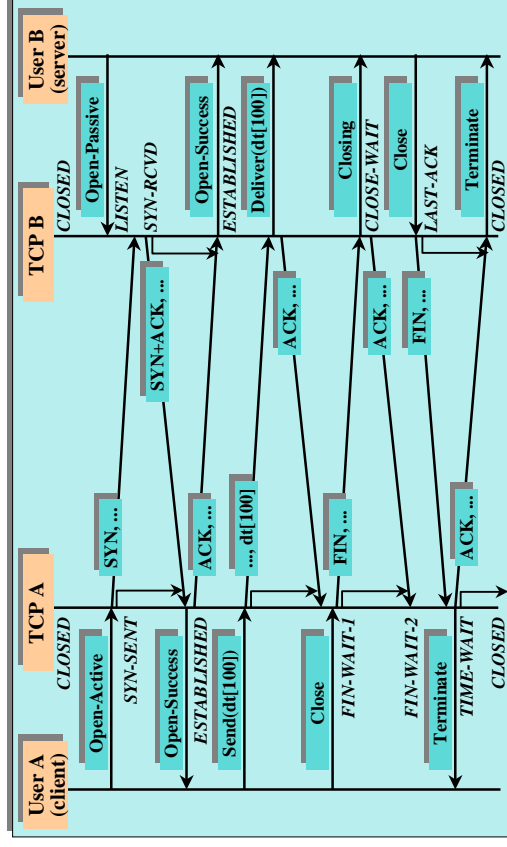 User A
(client)
TCP A
TCP B
User B
(server)
CLOSED
CLOSED
Open-Passive
Open-Active
LISTEN
SYN, ...
SYN-SENT
SYN-RCVD
SYN+ACK, ...
Open-Success
ESTABLISHED
ACK, ...
Open-Success
ESTABLISHED
Send(dt[100])
..., dt[100]
Deliver(dt[100])
ACK, ...
Close
FIN-WAIT-1
FIN, ...
Closing
CLOSE-WAIT
ACK, ...
FIN-WAIT-2
Close
FIN, ...
LAST-ACK
Terminate
TIME-WAIT
ACK, ...
Terminate
CLOSED
CLOSED